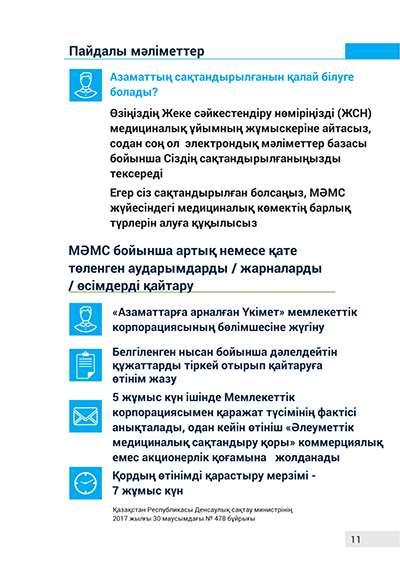 Пайдалы мәліметтер
Азаматтың сақтандырылғанын қалай білуге
болады?
Өзіңіздің Жеке сәйкестендіру нөміріңізді (ЖСН)
медициналық ұйымның жұмыскеріне айтасыз,
содан соң ол электрондық мәліметтер базасы
бойынша Сіздің сақтандырылғаныңызды
тексереді
Егер сіз сақтандырылған болсаңыз, МӘМС
жүйесіндегі медициналық көмектің барлық
түрлерін алуға құқылысыз
МӘМС бойынша артық немесе қате
төленген аударымдарды / жарналарды
/ өсімдерді қайтару
«Азаматтарға арналған Үкімет» мемлекеттік
корпорациясының бөлімшесіне жүгіну
Белгіленген нысан бойынша дәлелдейтін
құжаттарды тіркей отырып қайтаруға
өтінім жазу
5 жұмыс күн ішінде Мемлекеттік
корпорациясымен қаражат түсімінің фактісі
анықталады, одан кейін өтініш «Әлеуметтік
медициналық сақтандыру қоры» коммерциялық
емес акционерлік қоғамына жолданады
Қордың өтінімді қарастыру мерзімі -
7 жұмыс күн
Қазақстан Республикасы Денсаулық сақтау министрінің
2017 жылғы 30 маусымдағы № 478 бұйрығы
11